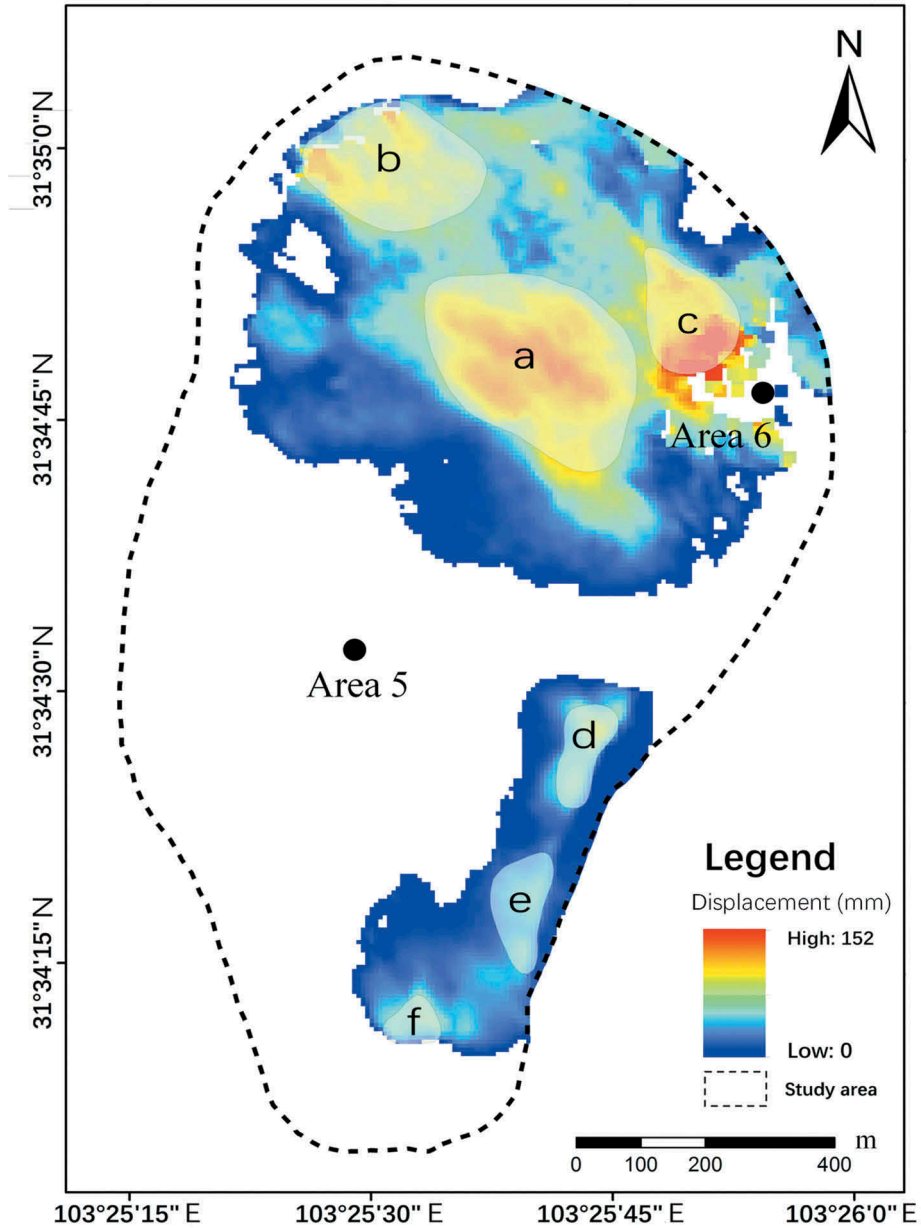 N
31°35'0" N
b
c
a
31°34'45" N
Area 6
31°34'30" N
Area 5
d
e
31°34'15" N
f
Legend
Displacement (mm)
High: 152
Low: 0
Study area
m
0 100 200 400
103°25'15" E 103°25'30" E 103°25'45" E 103°26'0" E